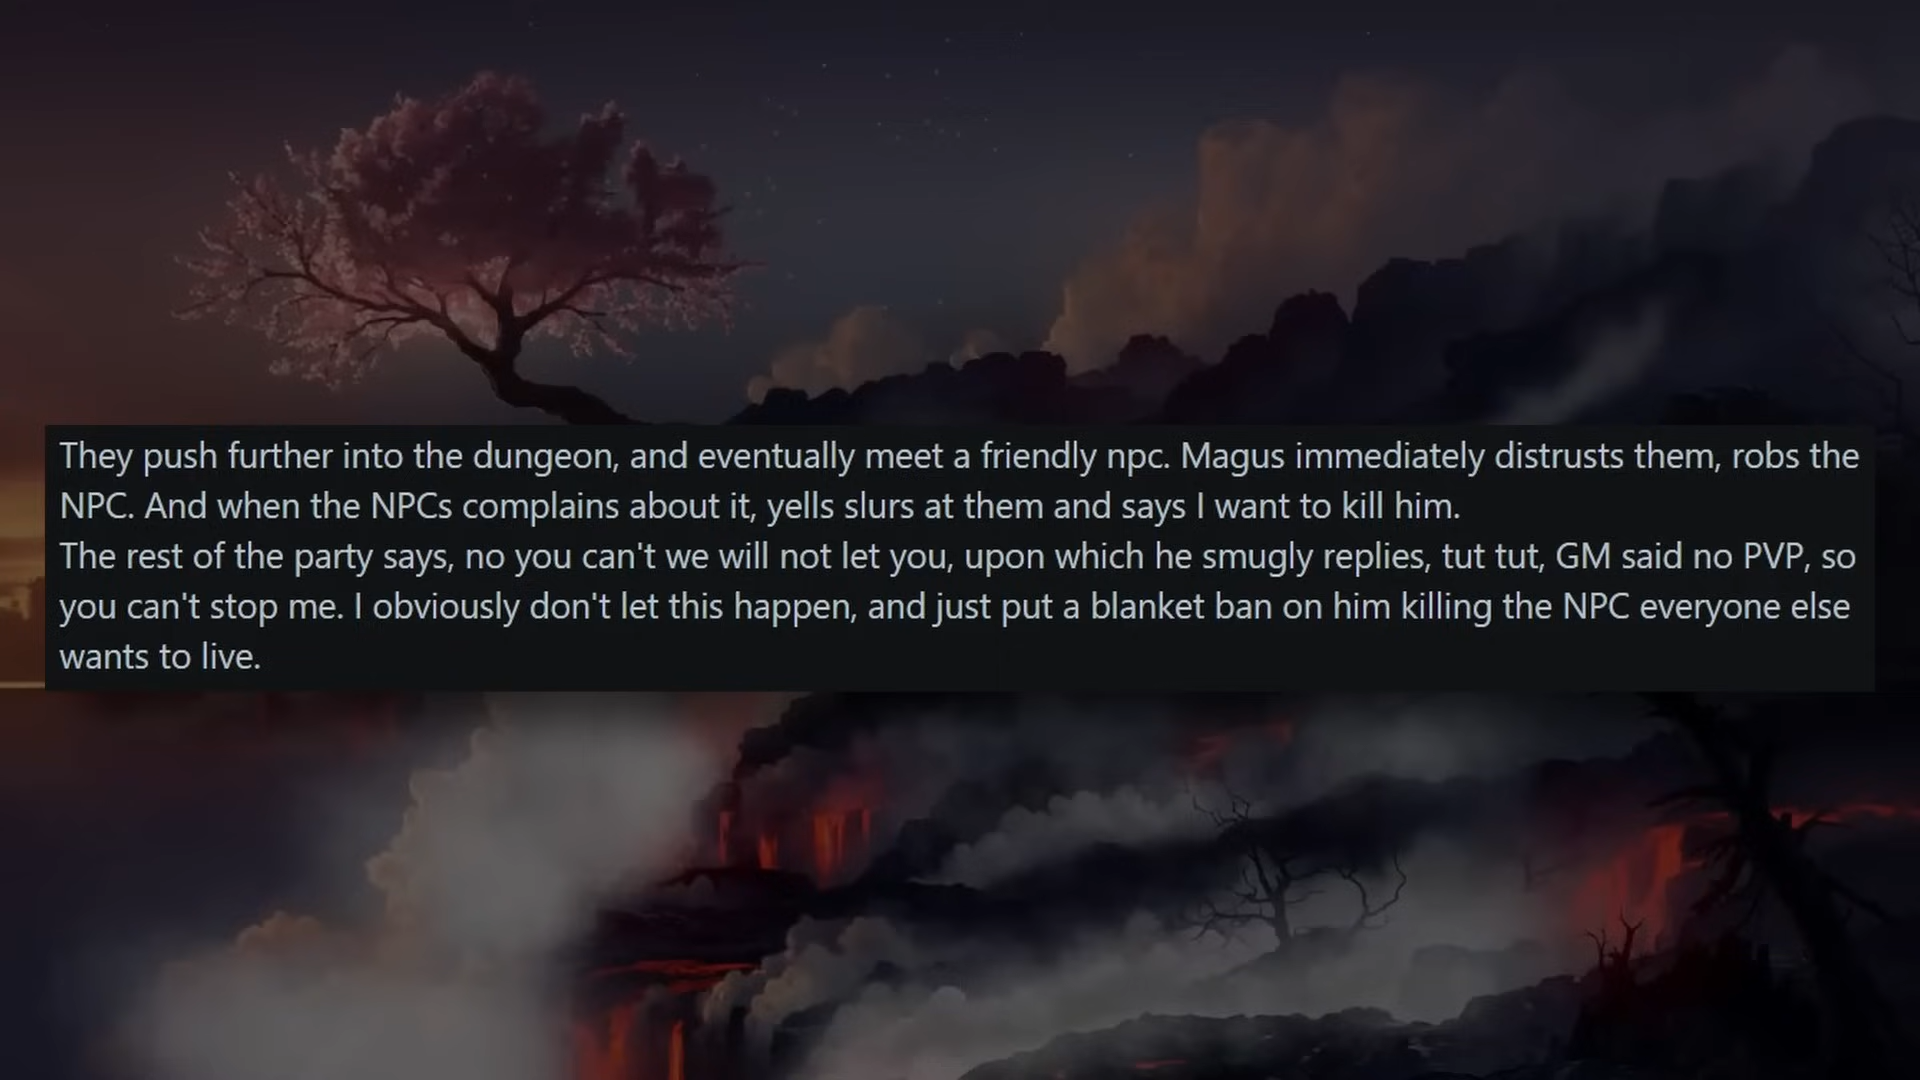 They push further into the dungeon, and eventually meet a friendly npc. Magus immediately distrusts them, robs the
NPC. And when the NPCs complains about it, yells slurs at them and says I want to kill him.
The rest of the party says, no you can't we will not let you, upon which he smugly replies, tut tut, GM said no PVP, so
you can't stop me. I obviously don't let this happen, and just put a blanket ban on him killing the NPC everyone else
wants to live.